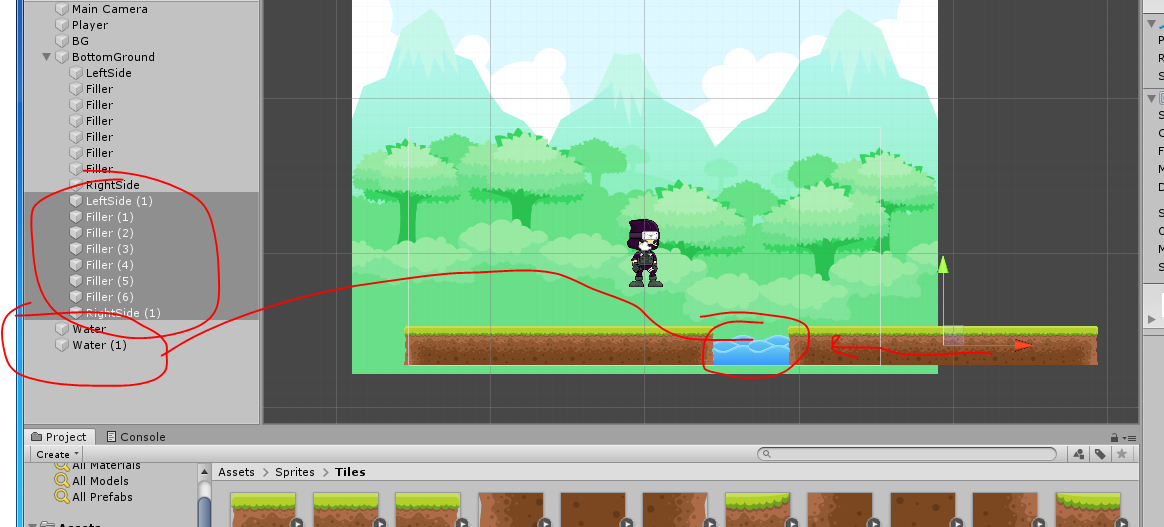 Main Camera
Player
BG
BottomGround
LeftSide
Filler
Filler
Filler
Filler
Filler
Filler
RightSide
LeftSide (1)
Filler (1)
Filler (2)
Filler (3)
Filler (4)
Filler (5)
Filler (6)
RightSide (1)
Water
Water (1)
Project
Console
Create
All Materials
All Models
All Prefabs
Assets
Assets > Sprites > Tiles